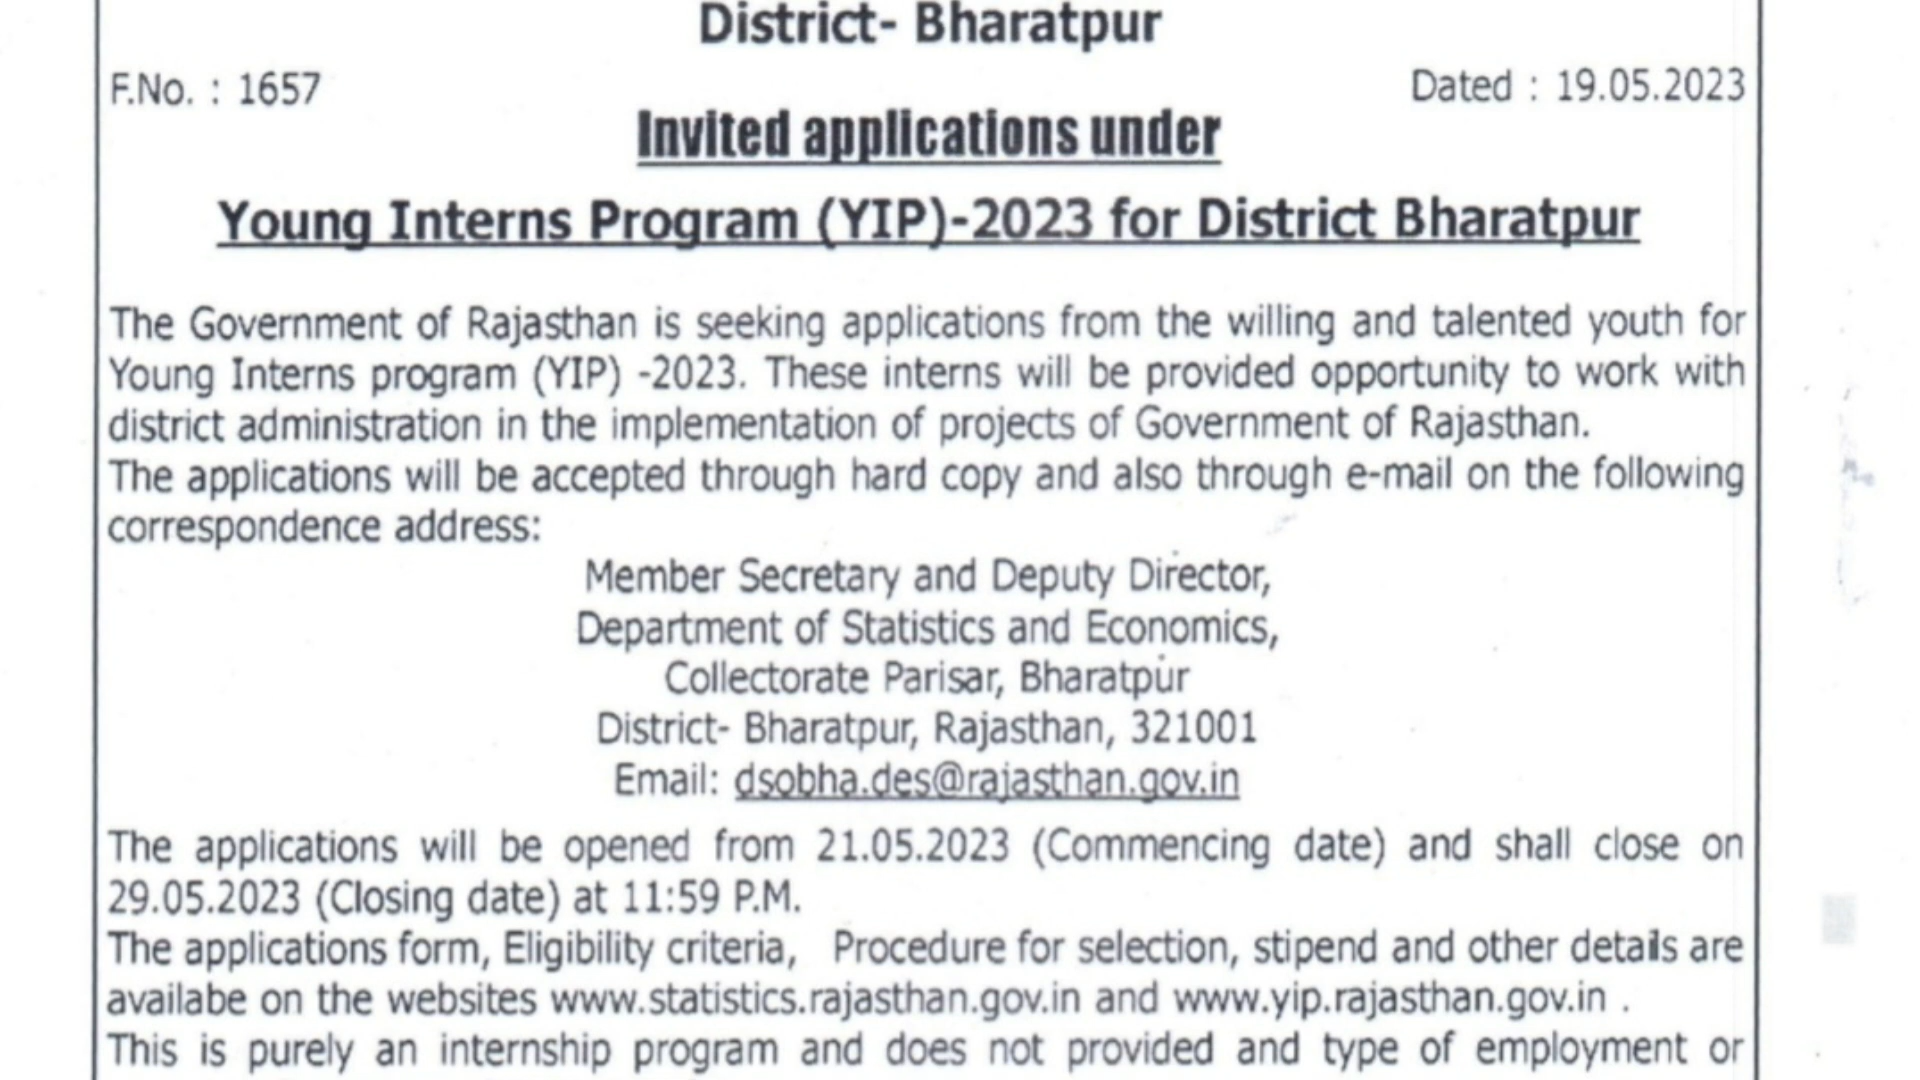 District- Bharatpur
F.No. : 1657 Dated : 19.05.2023
Invited applications under
Young Interns Program (YIP)-2023 for District Bharatpur
The Government of Rajasthan is seeking applications from the willing and talented youth for
Young Interns program (YIP) -2023. These interns will be provided opportunity to work with
district administration in the implementation of projects of Government of Rajasthan.
The applications will be accepted through hard copy and also through e-mail on the following
correspondence address:
Member Secretary and Deputy Director,
Department of Statistics and Economics,
Collectorate Parisar, Bharatpur
District- Bharatpur, Rajasthan, 321001
Email: dsobha.des@rajasthan.gov.in
The applications will be opened from 21.05.2023 (Commencing date) and shall close on
29.05.2023 (Closing date) at 11:59 P.M.
The applications form, Eligibility criteria, Procedure for selection, stipend and other details are
availabe on the websites www.statistics.rajasthan.gov.in and www.yip.rajasthan.gov.in .
This is purely an internship program and does not provided and type of employment or